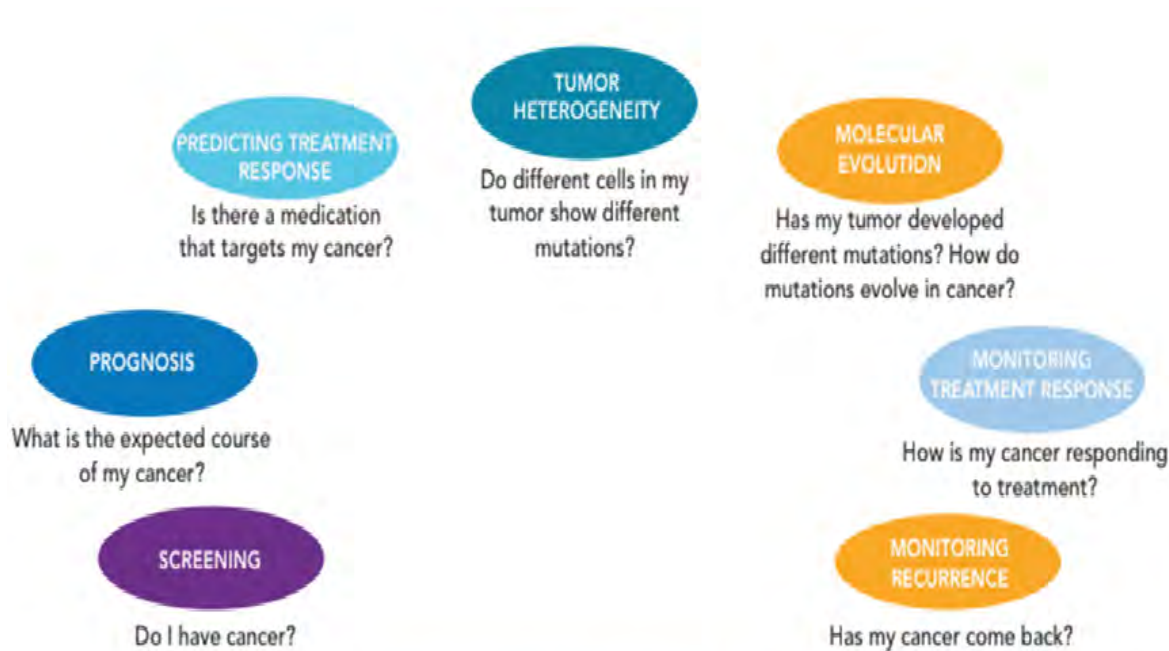 TUMOR
HETEROGENEITY
Do different cells in my
tumor show different
mutations?
PREDICTING TREATMENT
RESPONSE
Is there a medication
that targets my cancer?
MOLECULAR
EVOLUTION
Has my tumor developed
different mutations? How do
mutations evolve in cancer?
PROGNOSIS
What is the expected course
of my cancer?
MONITORING
TREATMENT RESPONSE
How is my cancer responding
to treatment?
SCREENING
Do I have cancer?
MONITORING
RECURRENCE
Has my cancer come back?